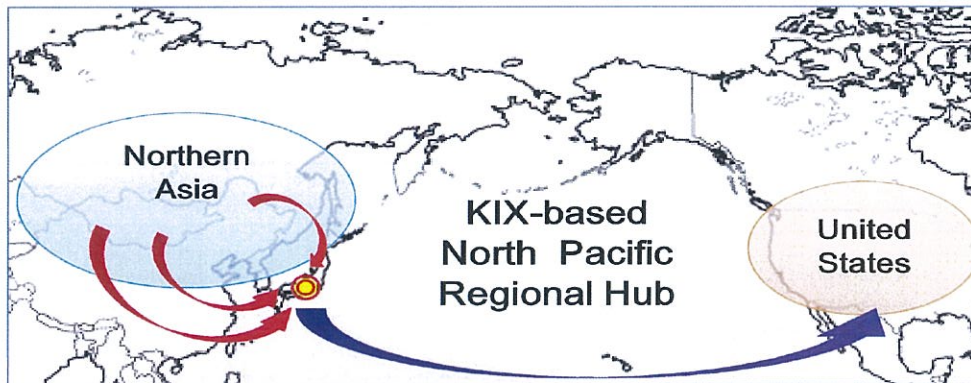 Northern
Asia
KIX-based
North Pacific
Regional Hub
United
States